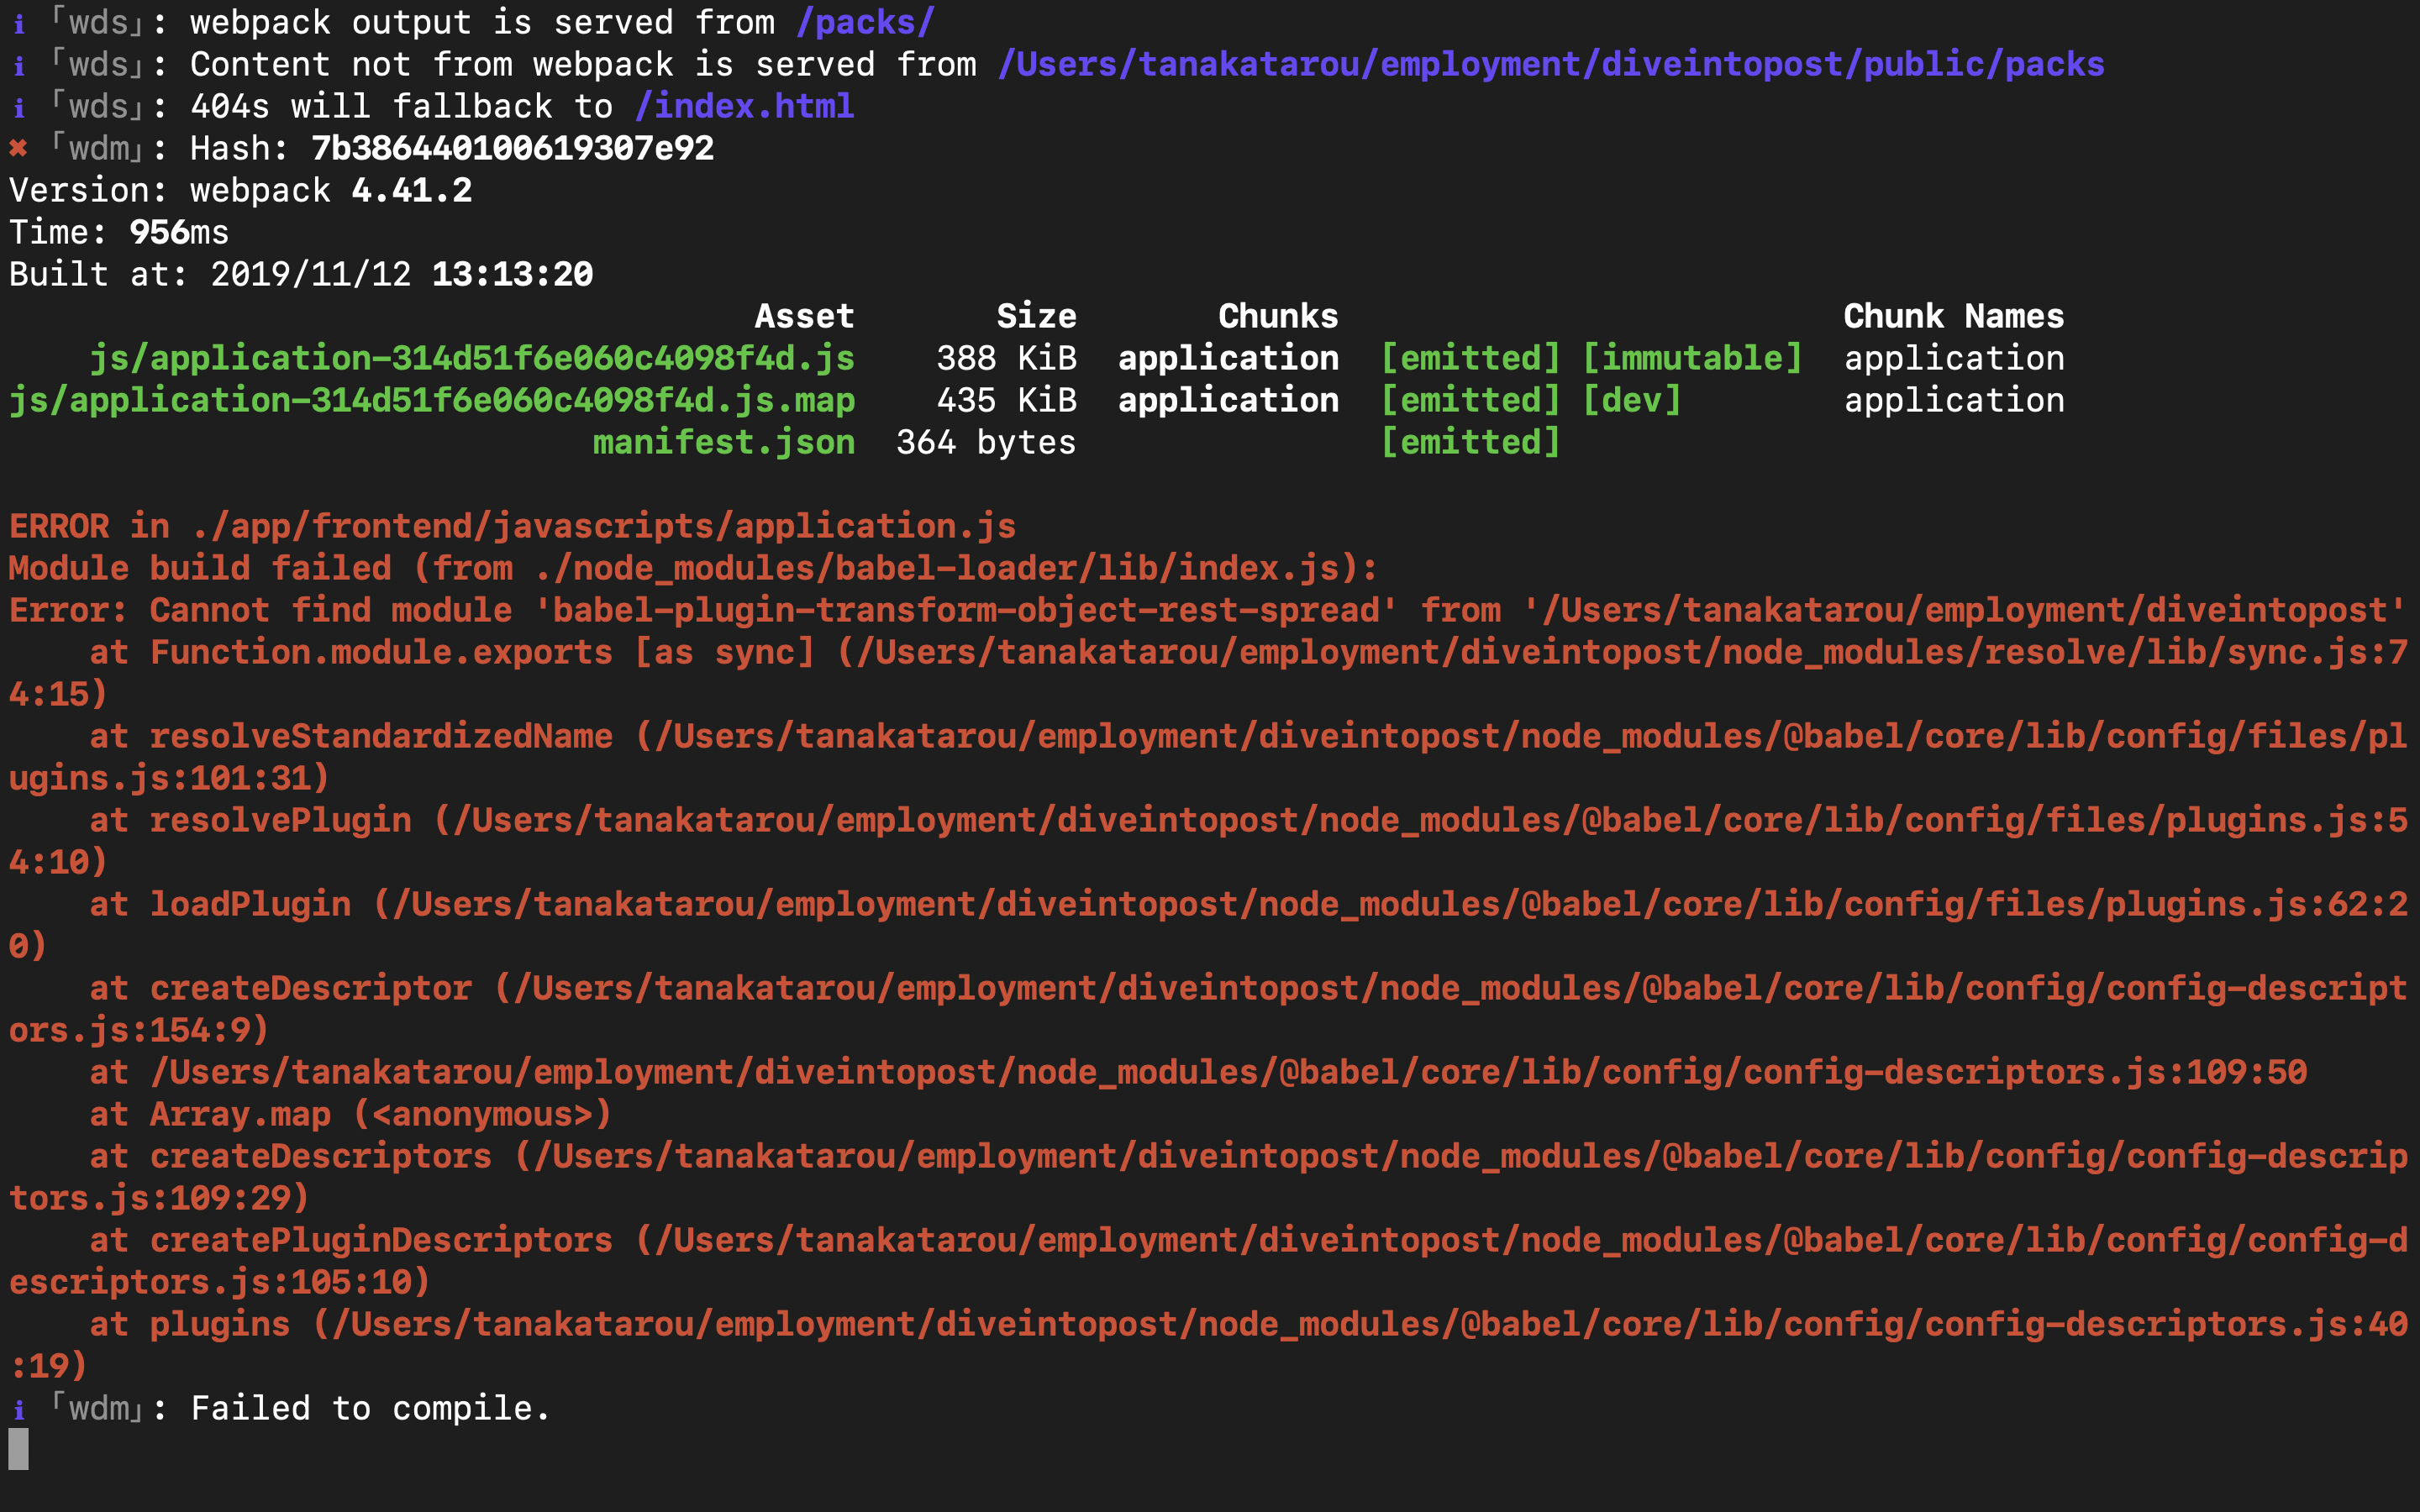 ℹ ｢wds｣: webpack output is served from /packs/
ℹ ｢wds｣: Content not from webpack is served from /Users/tanakatarou/employment/diveintopost/public/packs
ℹ ｢wds｣: 404s will fallback to /index.html
✖ ｢wdm｣: Hash: 7b386440100619307e92
Version: webpack 4.41.2
Time: 956ms
Built at: 2019/11/12 13:13:20
Asset Size Chunks Chunk Names
js/application-314d51f6e060c4098f4d.js 388 KiB application [emitted] [immutable] application
js/application-314d51f6e060c4098f4d.js.map 435 KiB application [emitted] [dev] application
manifest.json 364 bytes [emitted]
ERROR in ./app/frontend/javascripts/application.js
Module build failed (from ./node_modules/babel-loader/lib/index.js):
Error: Cannot find module 'babel-plugin-transform-object-rest-spread' from '/Users/tanakatarou/employment/diveintopost'
at Function.module.exports [as sync] (/Users/tanakatarou/employment/diveintopost/node_modules/resolve/lib/sync.js:7
4:15)
at resolveStandardizedName (/Users/tanakatarou/employment/diveintopost/node_modules/@babel/core/lib/config/files/pl
ugins.js:101:31)
at resolvePlugin (/Users/tanakatarou/employment/diveintopost/node_modules/@babel/core/lib/config/files/plugins.js:5
4:10)
at loadPlugin (/Users/tanakatarou/employment/diveintopost/node_modules/@babel/core/lib/config/files/plugins.js:62:2
0)
at createDescriptor (/Users/tanakatarou/employment/diveintopost/node_modules/@babel/core/lib/config/config-descript
ors.js:154:9)
at /Users/tanakatarou/employment/diveintopost/node_modules/@babel/core/lib/config/config-descriptors.js:109:50
at Array.map (<anonymous>)
at createDescriptors (/Users/tanakatarou/employment/diveintopost/node_modules/@babel/core/lib/config/config-descrip
tors.js:109:29)
at createPluginDescriptors (/Users/tanakatarou/employment/diveintopost/node_modules/@babel/core/lib/config/config-d
escriptors.js:105:10)
at plugins (/Users/tanakatarou/employment/diveintopost/node_modules/@babel/core/lib/config/config-descriptors.js:40
:19)
ℹ ｢wdm｣: Failed to compile.